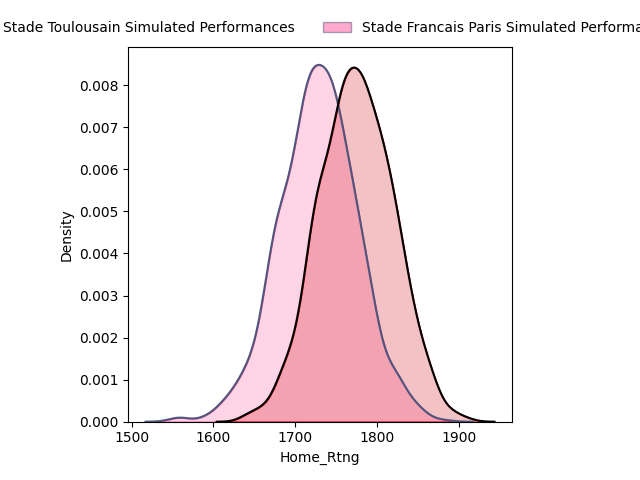 Stade Toulousain Simulated Performances Stade Francais Paris Simulated Performa
0.008
0.007
0.006
0.005
0.004
0.003
0.002
0.001
0.000
Density
1500 1600 1700 1800 1900
Home_Rtng